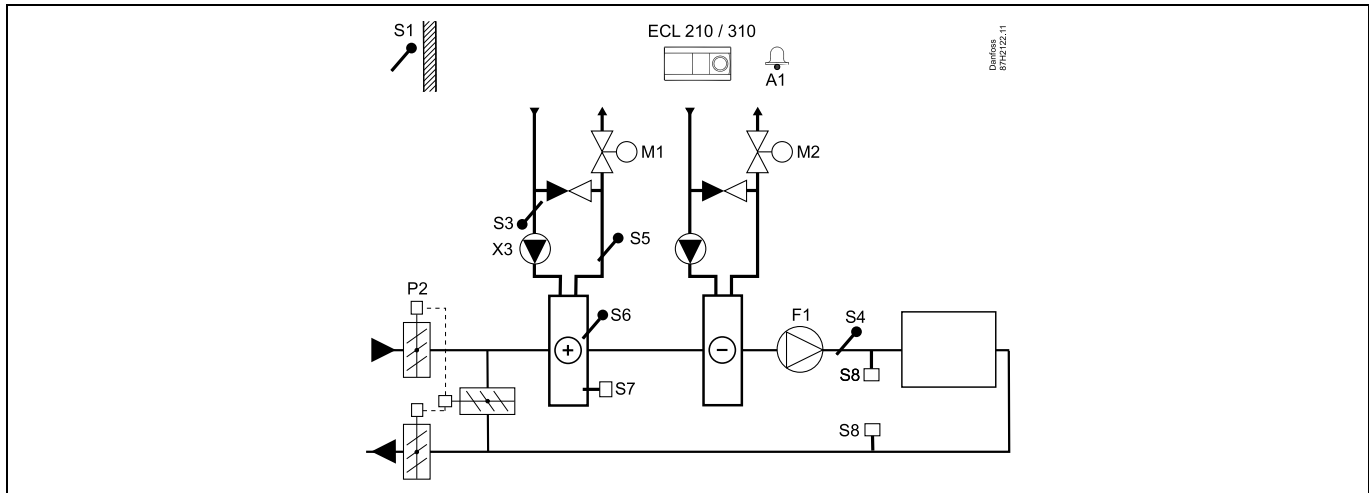 S1
ECL 210 / 310
A1
Danfoss
87H2122.11
M1
M2
S3
X3
S5
P2
S6
F1
S4
+
−
S7
S8
S8